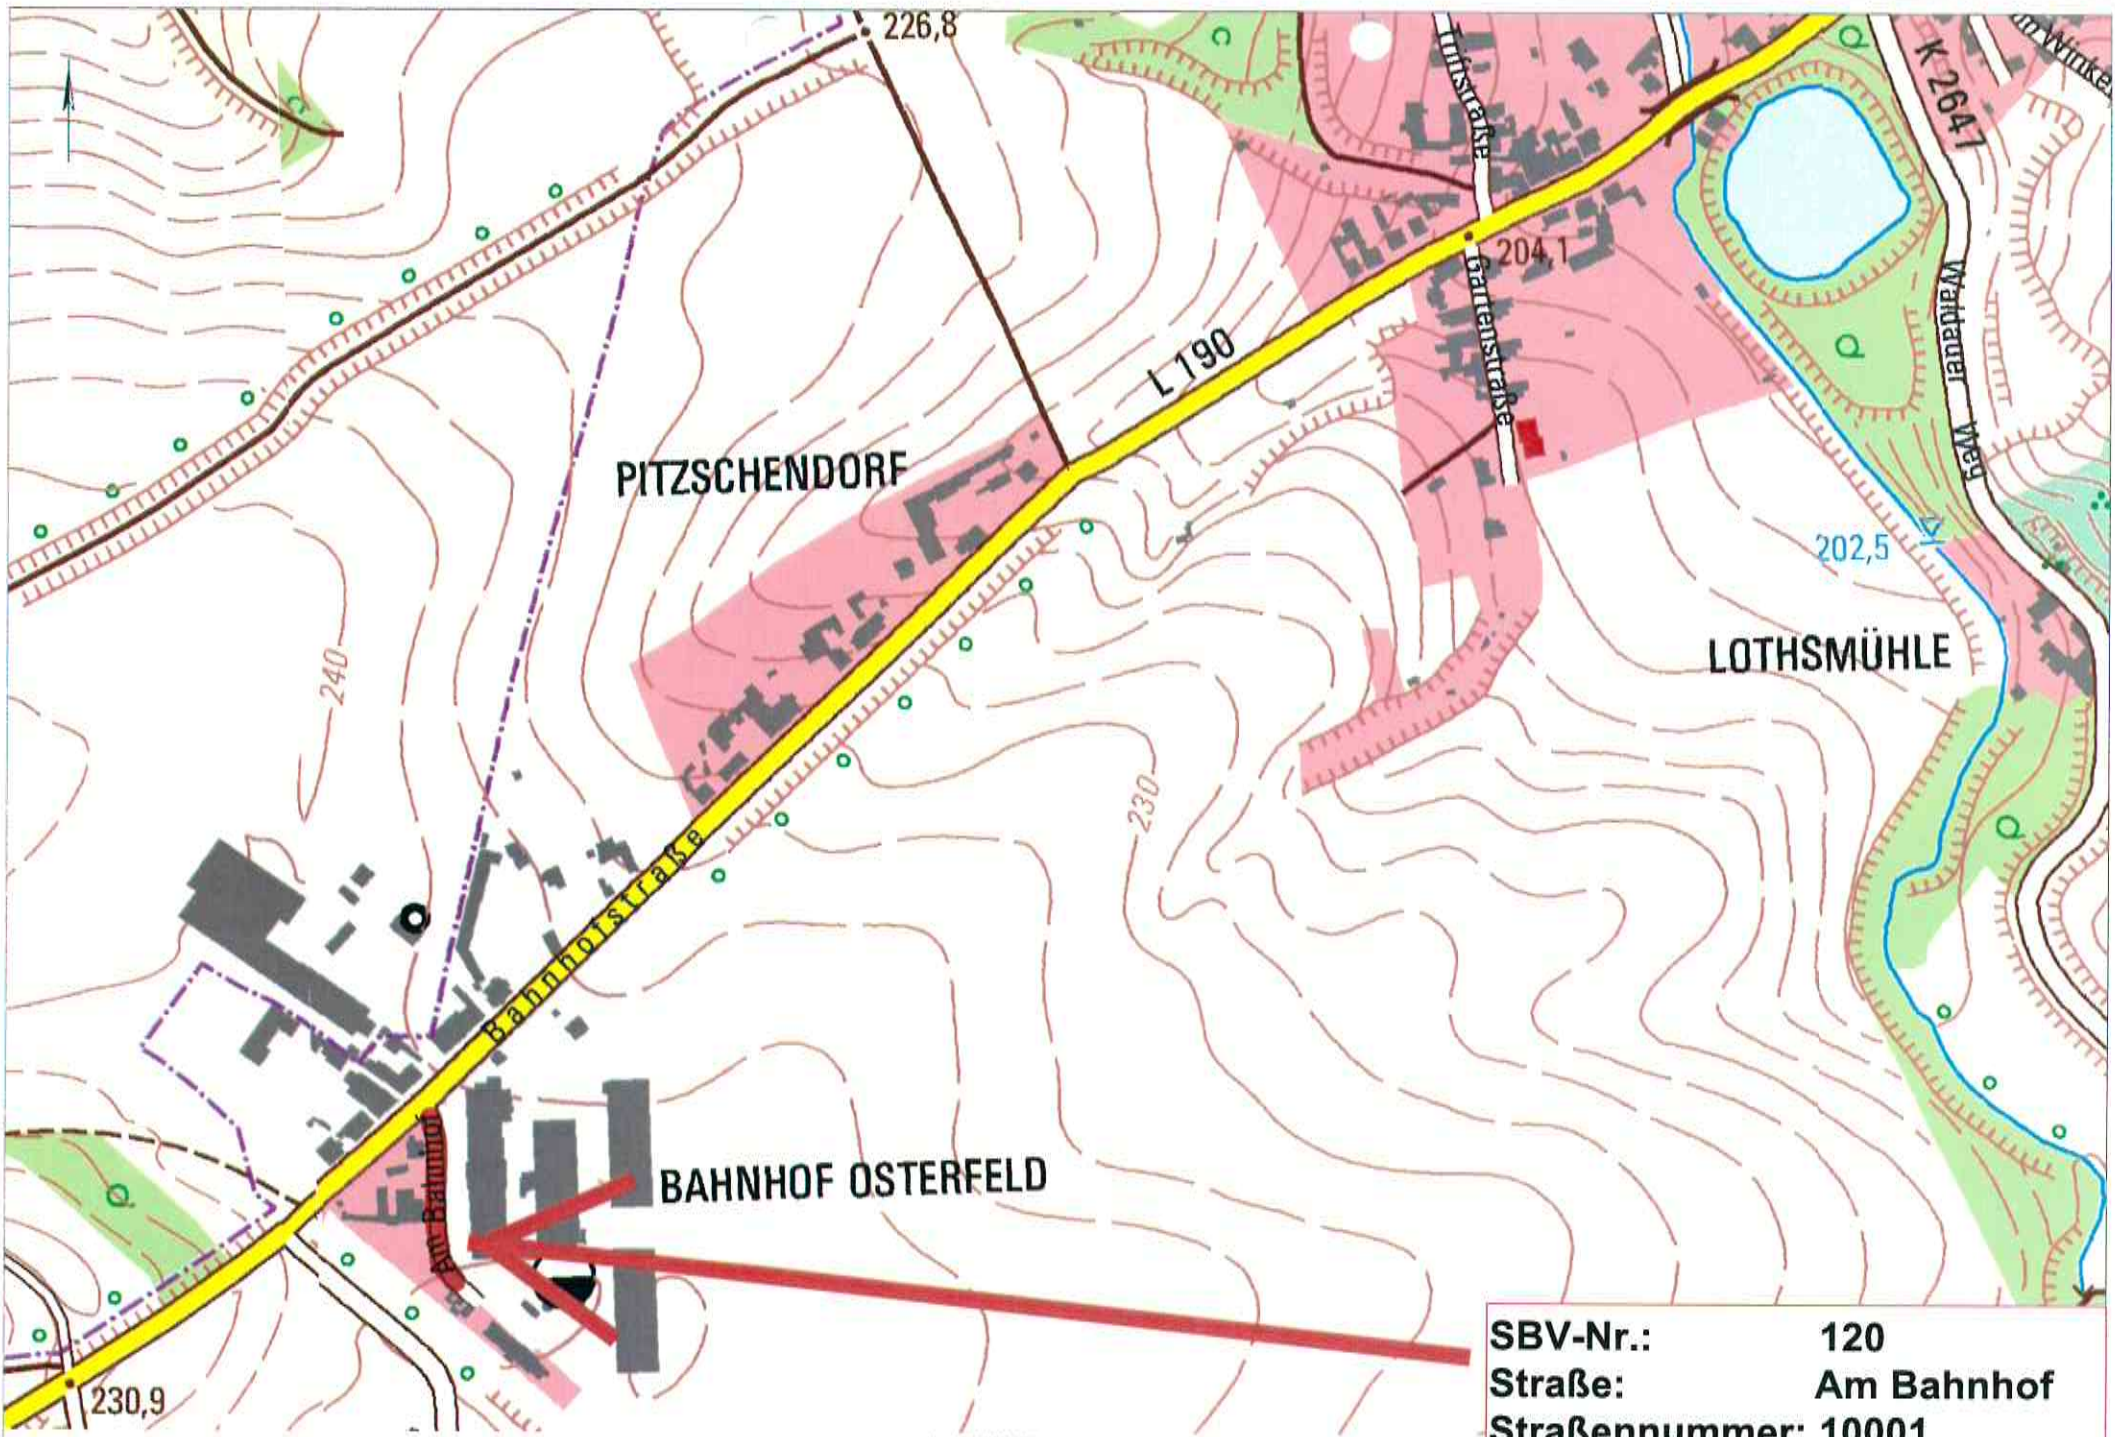 226,8
Triftstraße
K 2647
204,1
Gartenstraße
Waldauer Weg
L 190
PITZSCHENDORF
202,5
LOTHSMÜHLE
240
230
Bahnhofstraße
Am Bahnhof
BAHNHOF OSTERFELD
230,9
SBV-Nr.: 120
Straße: Am Bahnhof
Straßennummer: 10001